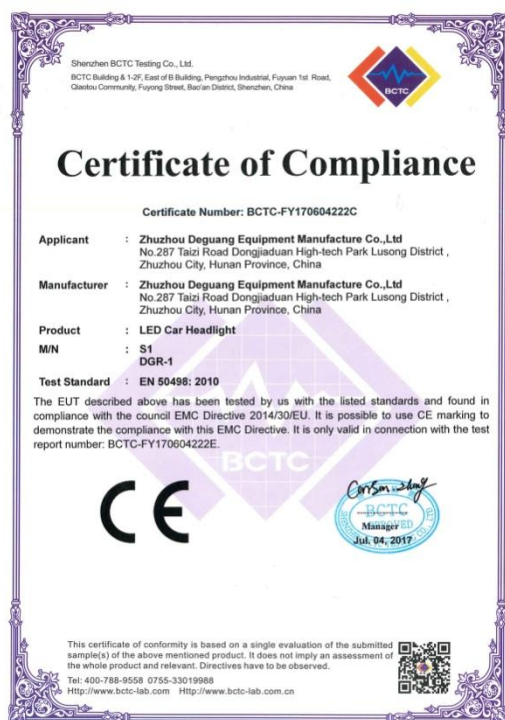 Shenzhen BCTC Testing Co., Ltd.
BCTC Building & 1-2F, East of B Building, Pengzhou Industrial, Fuyuan 1st Road,
Qiaotou Community, Fuyong Street, Bao'an District, Shenzhen, China
BCTC
Certificate of Compliance
Certificate Number: BCTC-FY170604222C
Applicant : Zhuzhou Deguang Equipment Manufacture Co.,Ltd
No.287 Taizi Road Dongjiaduan High-tech Park Lusong District ,
Zhuzhou City, Hunan Province, China
Manufacturer : Zhuzhou Deguang Equipment Manufacture Co.,Ltd
No.287 Taizi Road Dongjiaduan High-tech Park Lusong District ,
Zhuzhou City, Hunan Province, China
Product : LED Car Headlight
M/N : S1
DGR-1
Test Standard : EN 50498: 2010
The EUT described above has been tested by us with the listed standards and found in
compliance with the council EMC Directive 2014/30/EU. It is possible to use CE marking to
demonstrate the compliance with this EMC Directive. It is only valid in connection with the test
report number: BCTC-FY170604222E.
BCTC
CE
BCTC
APPROVED
Manager
Jul. 04, 2017
This certificate of conformity is based on a single evaluation of the submitted
sample(s) of the above mentioned product. It does not imply an assessment of
the whole product and relevant. Directives have to be observed.
Tel: 400-788-9558 0755-33019988
Http://www.bctc-lab.com Http://www.bctc-lab.com.cn